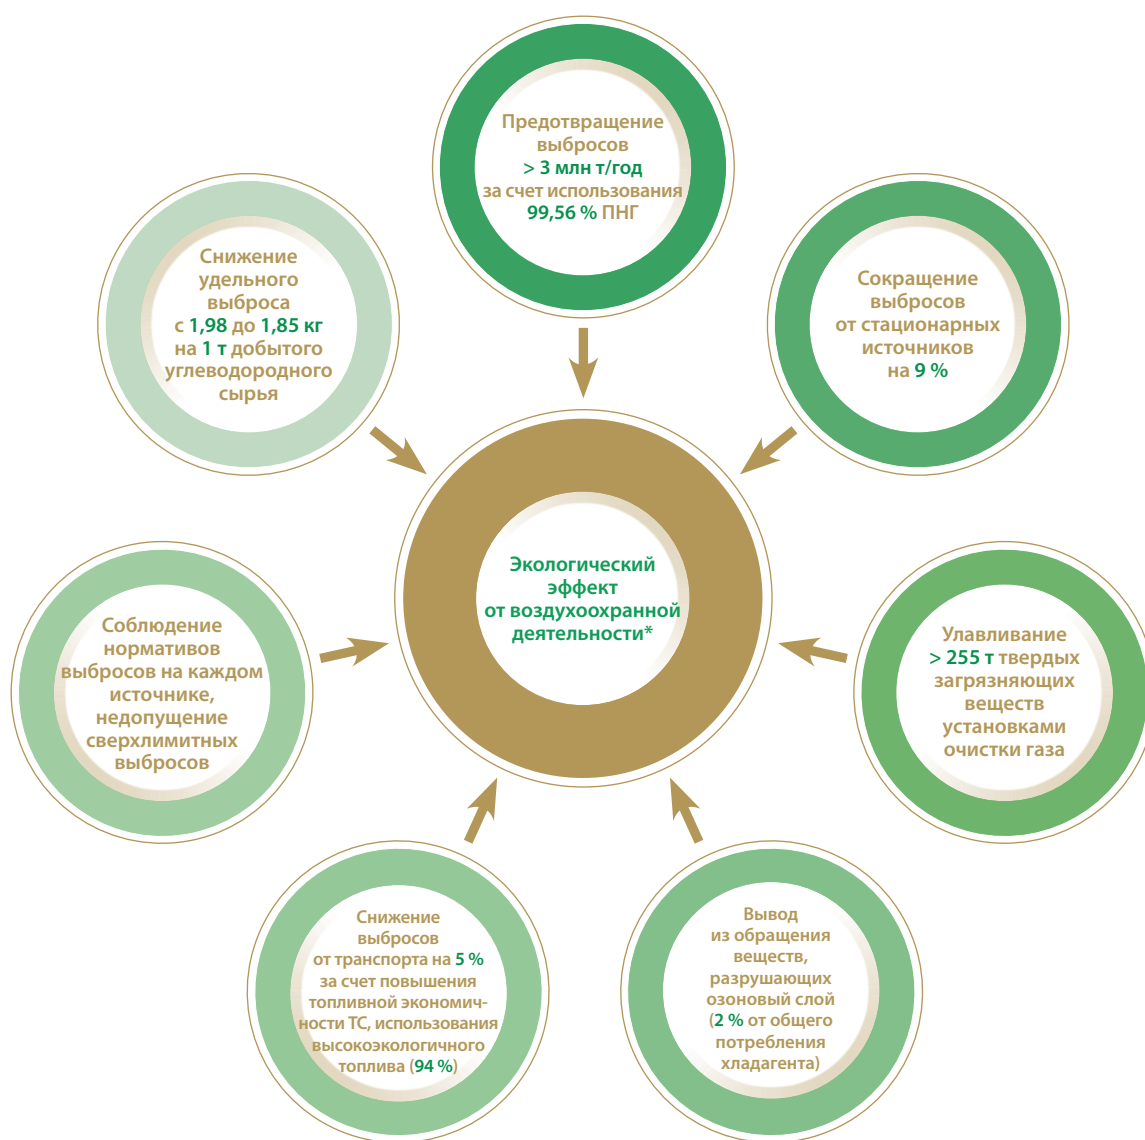 Предотвращение
выбросов
> 3 млн т/год
за счет использования
99,56 % ПНГ
Снижение
удельного
выброса
с 1,98 до 1,85 кг
на 1 т добытого
углеводородного
сырья
Сокращение
выбросов
от стационарных
источников
на 9 %
Экологический
эффект
от воздухоохранной
деятельности*
Соблюдение
нормативов
выбросов на каждом
источнике,
недопущение
сверхлимитных
выбросов
Улавливание
> 255 т твердых
загрязняющих
веществ
установками
очистки газа
Снижение
выбросов
от транспорта на 5 %
за счет повышения
топливной экономич-
ности ТС, использования
высокоэкологичного
топлива (94 %)
Вывод
из обращения
веществ,
разрушающих
озоновый слой
(2 % от общего
потребления
хладагента)